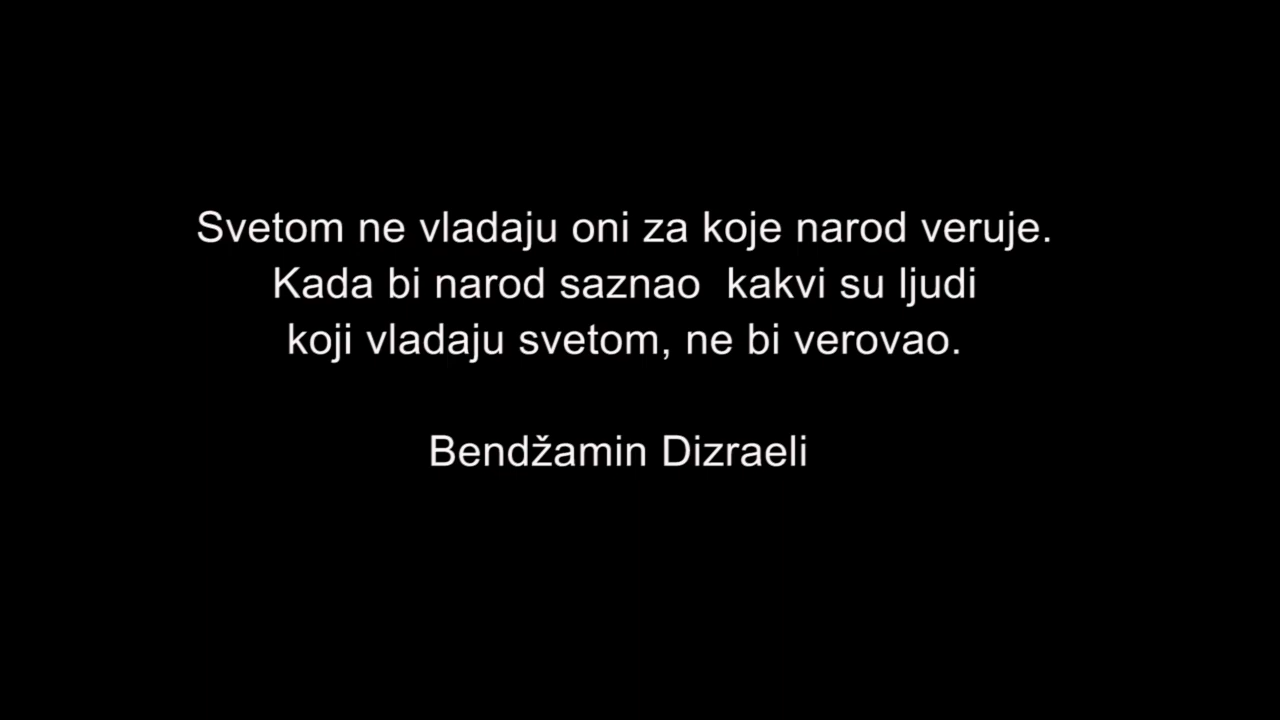 Svetom ne vladaju oni za koje narod veruje.
Kada bi narod saznao  kakvi su ljudi
koji vladaju svetom, ne bi verovao.
Bendžamin Dizraeli